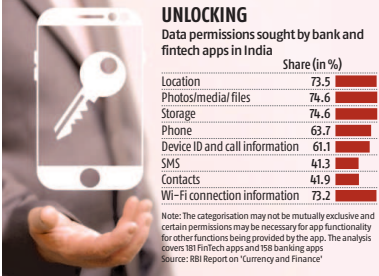 UNLOCKING
Data permissions sought by bank and
fintech apps in India
Share (in %)
Location 73.5
Photos/media/files 74.6
Storage 74.6
Phone 63.7
Device ID and call information 61.1
SMS 41.3
Contacts 41.9
Wi-Fi connection information 73.2
Note: The categorisation may not be mutually exclusive and
certain permissions may be necessary for app functionality
for other functions being provided by the app. The analysis
covers 181 FinTech apps and 158 banking apps
Source: RBI Report on 'Currency and Finance'